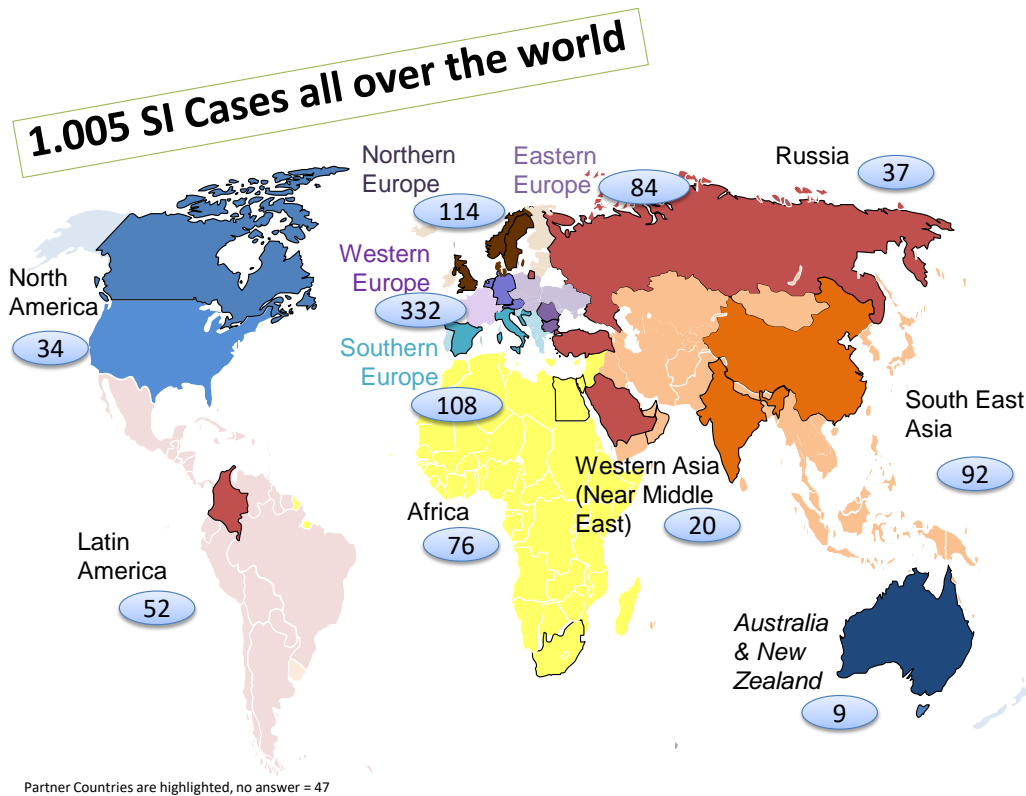 1.005 SI Cases all over the world
Northern
Europe
114
Eastern
Europe
84
Russia
37
North
America
34
Western
Europe
332
Southern
Europe
108
South East
Asia
92
Western Asia
(Near Middle
East)
20
Africa
76
Latin
America
52
Australia
& New
Zealand
9
Partner Countries are highlighted, no answer = 47